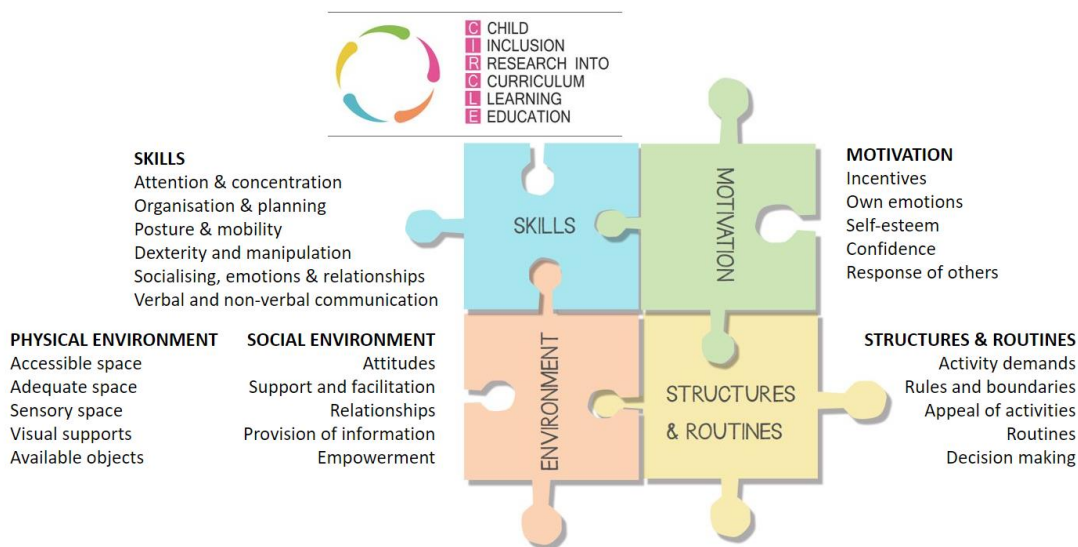 C CHILD
I INCLUSION
R RESEARCH INTO
C CURRICULUM
L LEARNING
E EDUCATION
SKILLS
Attention & concentration
Organisation & planning
Posture & mobility
Dexterity and manipulation
Socialising, emotions & relationships
Verbal and non-verbal communication
SKILLS
MOTIVATION
MOTIVATION
Incentives
Own emotions
Self-esteem
Confidence
Response of others
PHYSICAL ENVIRONMENT
Accessible space
Adequate space
Sensory space
Visual supports
Available objects
SOCIAL ENVIRONMENT
Attitudes
Support and facilitation
Relationships
Provision of information
Empowerment
ENVIRONMENT
STRUCTURES
& ROUTINES
STRUCTURES & ROUTINES
Activity demands
Rules and boundaries
Appeal of activities
Routines
Decision making